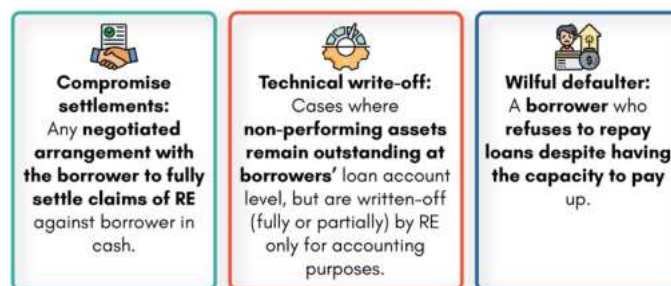 Compromise
settlements:
Any negotiated
arrangement with
the borrower to fully
settle claims of RE
against borrower in
cash.
Technical write-off:
Cases where
non-performing assets
remain outstanding at
borrowers' loan account
level, but are written-off
(fully or partially) by RE
only for accounting
purposes.
Wilful defaulter:
A borrower who
refuses to repay
loans despite having
the capacity to pay
up.